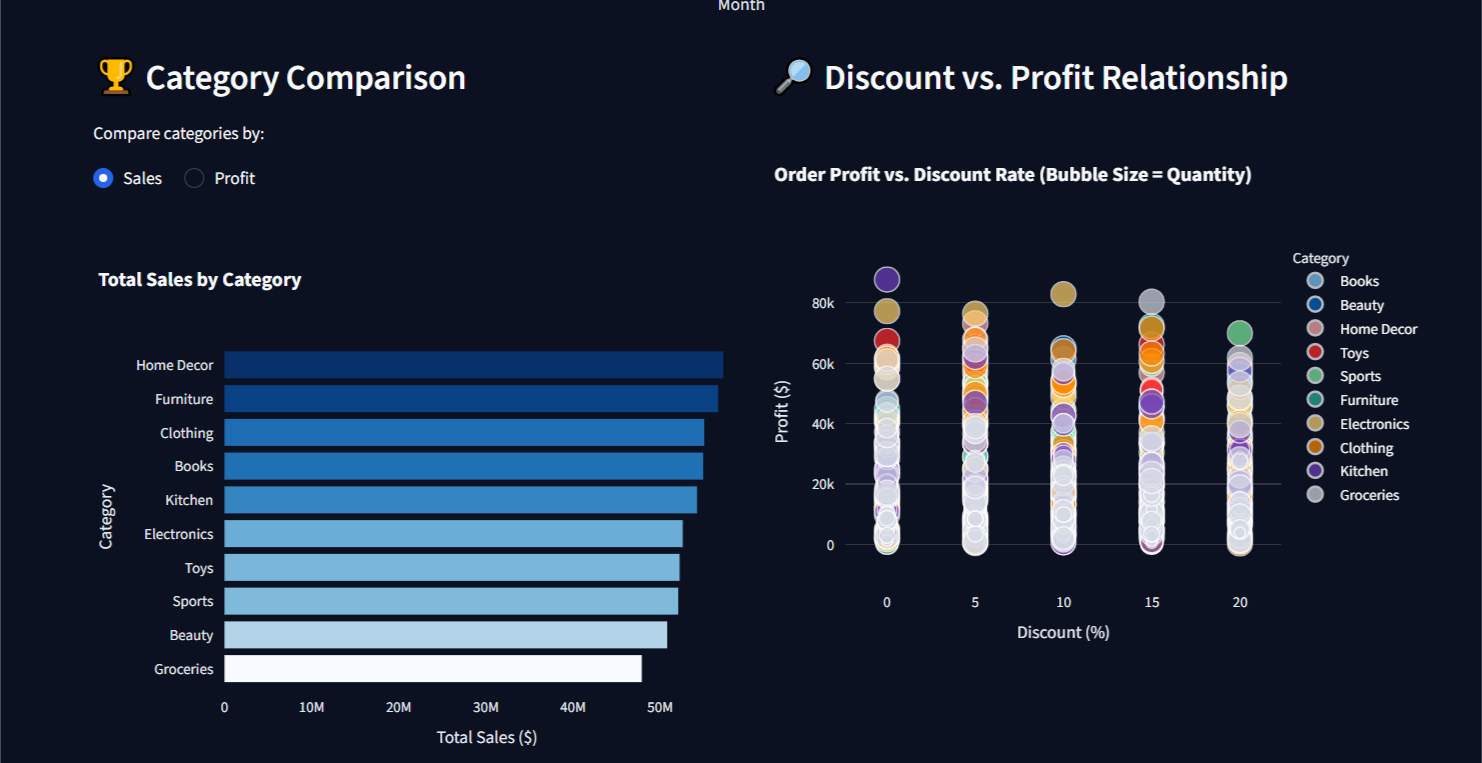 Month
Category Comparison
Compare categories by:
Sales
Profit
Total Sales by Category
Category
Home Decor
Furniture
Clothing
Books
Kitchen
Electronics
Toys
Sports
Beauty
Groceries
0
10M
20M
30M
40M
50M
Total Sales ($)
Discount vs. Profit Relationship
Order Profit vs. Discount Rate (Bubble Size = Quantity)
Profit ($)
80k
60k
40k
20k
0
0
5
10
15
20
Discount (%)
Category
Books
Beauty
Home Decor
Toys
Sports
Furniture
Electronics
Clothing
Kitchen
Groceries